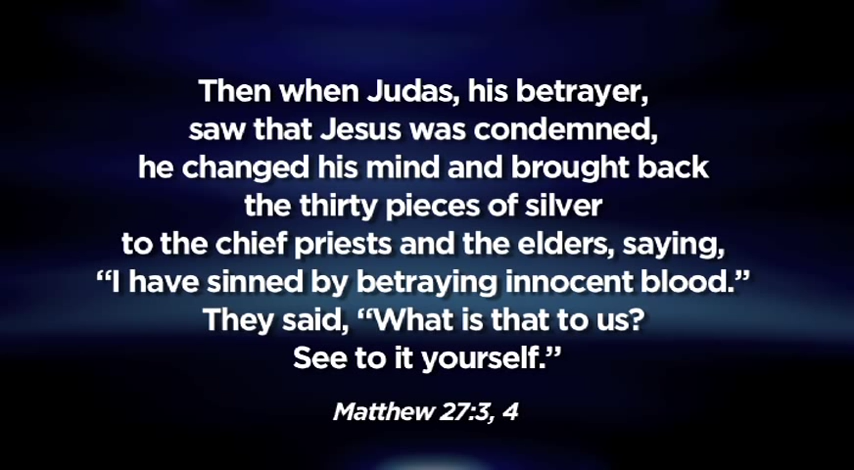 Then when Judas, his betrayer,
saw that Jesus was condemned,
he changed his mind and brought back
the thirty pieces of silver
to the chief priests and the elders, saying,
“I have sinned by betraying innocent blood.”
They said, “What is that to us?
See to it yourself.”
Matthew 27:3, 4